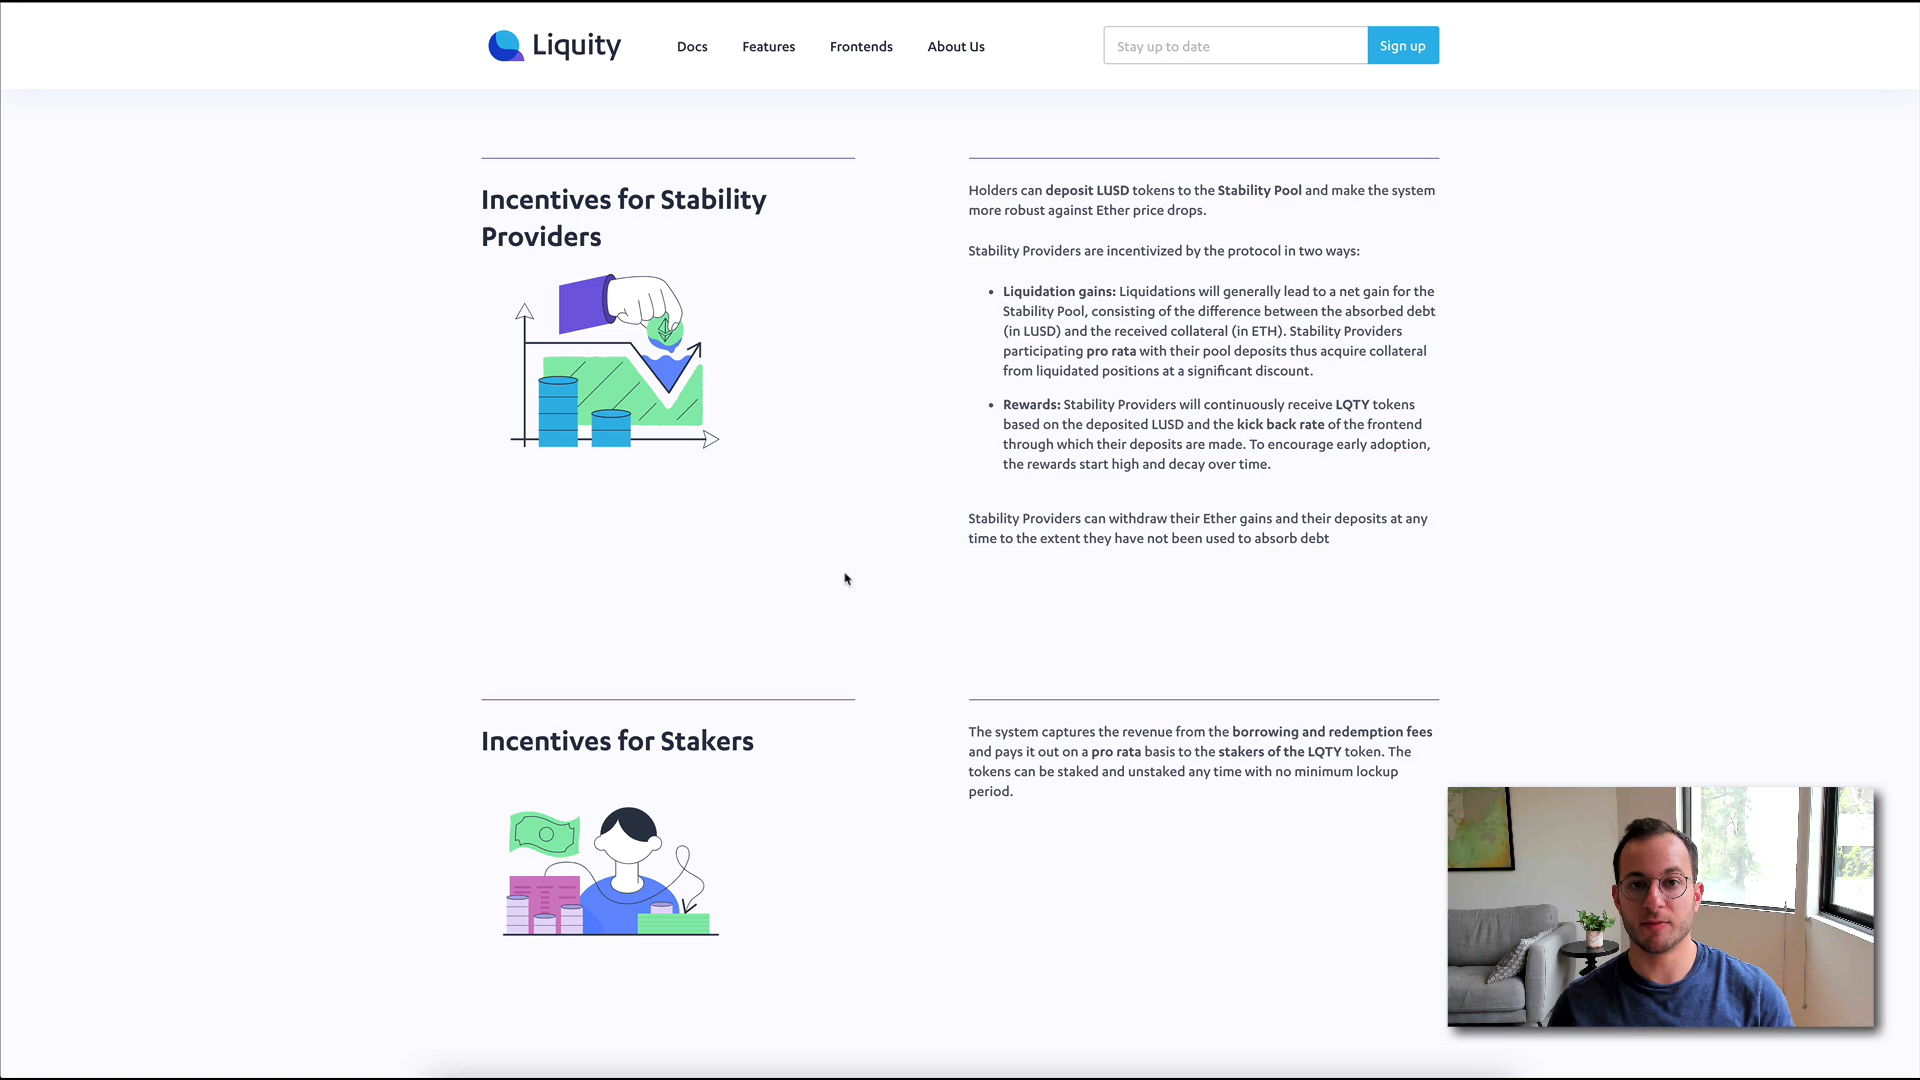 Liquity
Docs
Features
Frontends
About Us
Stay up to date
Sign up
Incentives for Stability
Providers
Holders can deposit LUSD tokens to the Stability Pool and make the system
more robust against Ether price drops.
Stability Providers are incentivized by the protocol in two ways:
• Liquidation gains: Liquidations will generally lead to a net gain for the
Stability Pool, consisting of the difference between the absorbed debt
(in LUSD) and the received collateral (in ETH). Stability Providers
participating pro rata with their pool deposits thus acquire collateral
from liquidated positions at a significant discount.
• Rewards: Stability Providers will continuously receive LQTY tokens
based on the deposited LUSD and the kick back rate of the frontend
through which their deposits are made. To encourage early adoption,
the rewards start high and decay over time.
Stability Providers can withdraw their Ether gains and their deposits at any
time to the extent they have not been used to absorb debt
Incentives for Stakers
The system captures the revenue from the borrowing and redemption fees
and pays it out on a pro rata basis to the stakers of the LQTY token. The
tokens can be staked and unstaked any time with no minimum lockup
period.